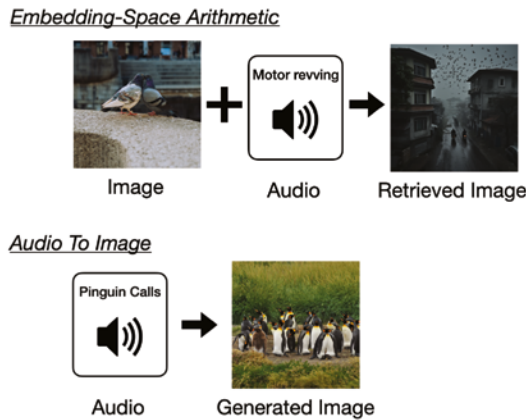 Embedding-Space Arithmetic
Motor revving
Image
Audio
Retrieved Image
Audio To Image
Pinguin Calls
Audio
Generated Image